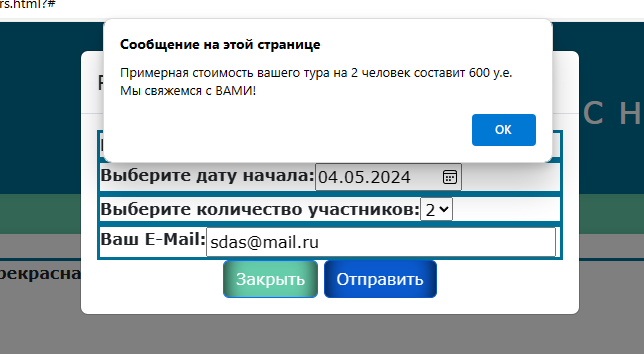 rs.html?#
Сообщение на этой странице
Примерная стоимость вашего тура на 2 человек составит 600 у.е.
Мы свяжемся с ВАМИ!
ОК
с н
Выберите дату начала: 04.05.2024
Выберите количество участников: 2
Ваш E-Mail: sdas@mail.ru
рекрасна
Закрыть Отправить